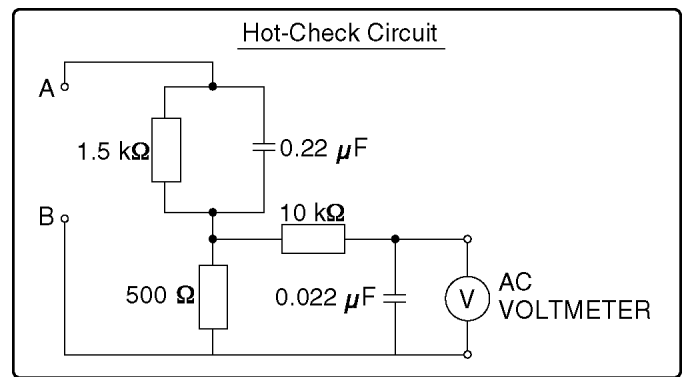 Hot-Check Circuit
A
1.5 kΩ
0.22 µF
B
10 kΩ
500 Ω
0.022 µF
V
AC
VOLTMETER